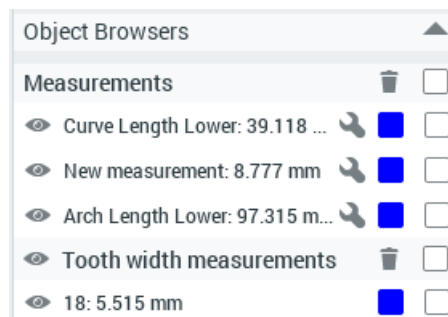 Object Browsers
Measurements
Curve Length Lower: 39.118 ...
New measurement: 8.777 mm
Arch Length Lower: 97.315 m...
Tooth width measurements
18: 5.515 mm